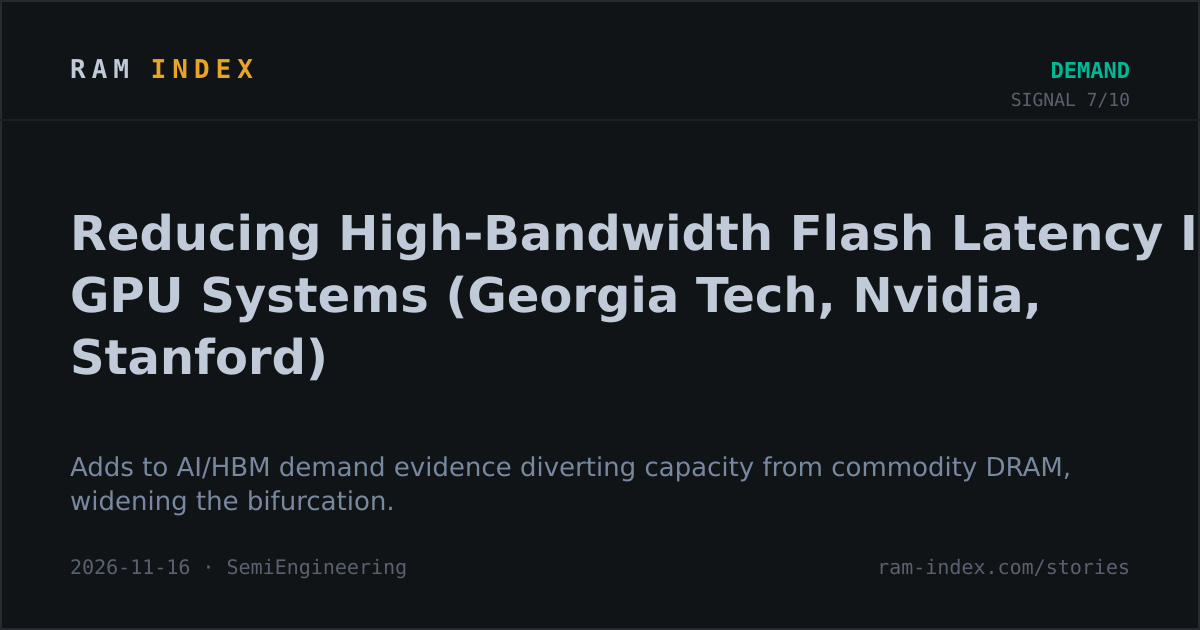 RAM INDEX
DEMAND
SIGNAL 7/10
Reducing High-Bandwidth Flash Latency
GPU Systems (Georgia Tech, Nvidia,
Stanford)
Adds to AI/HBM demand evidence diverting capacity from commodity DRAM,
widening the bifurcation.
2026-11-16 · SemiEngineering
ram-index.com/stories